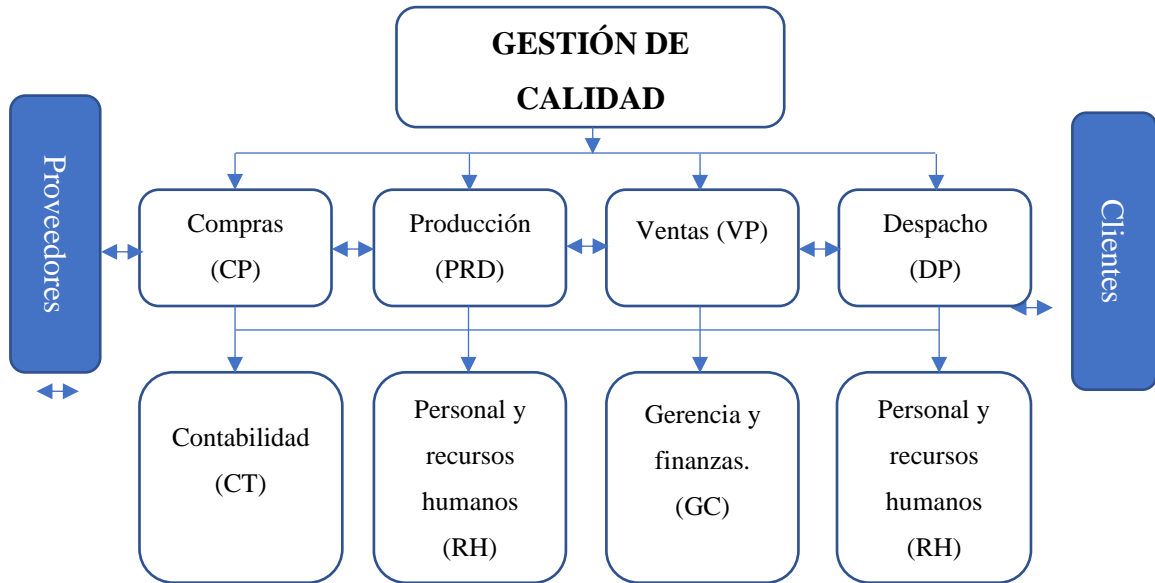 GESTIÓN DE
CALIDAD
Proveedores
Compras
(CP)
Producción
(PRD)
Ventas (VP)
Despacho
(DP)
Clientes
Contabilidad
(CT)
Personal y
recursos
humanos
(RH)
Gerencia y
finanzas.
(GC)
Personal y
recursos
humanos
(RH)